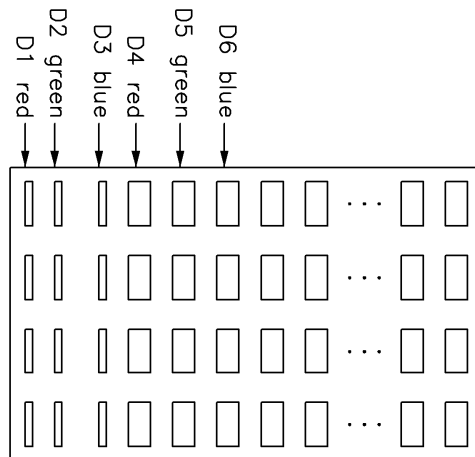 D1 red
D2 green
D3 blue
D4 red
D5 green
D6 blue